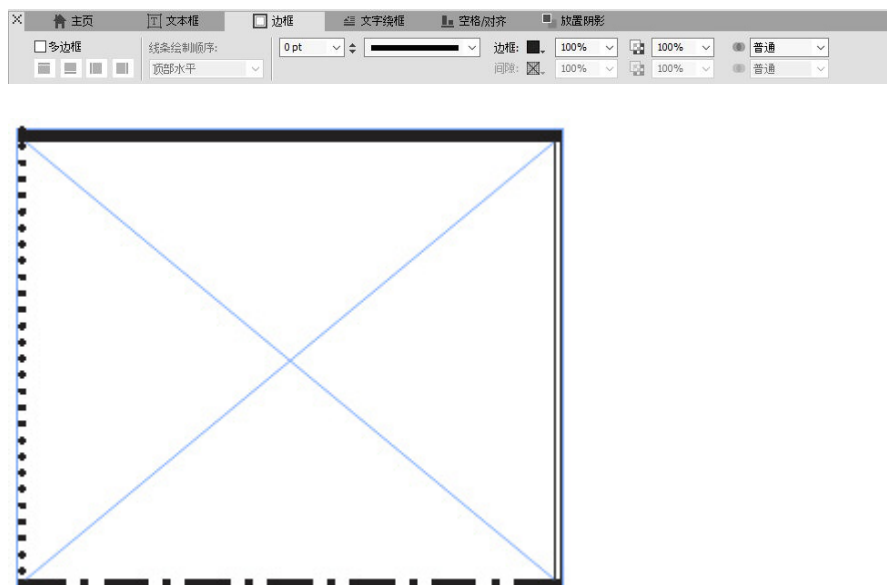 主页 文本框 边框 文字绕框 空格/对齐 放置阴影
多边框 线条绘制顺序: 0 pt 边框: 100% 100% 普通
顶部水平 间隙: 100% 100% 普通